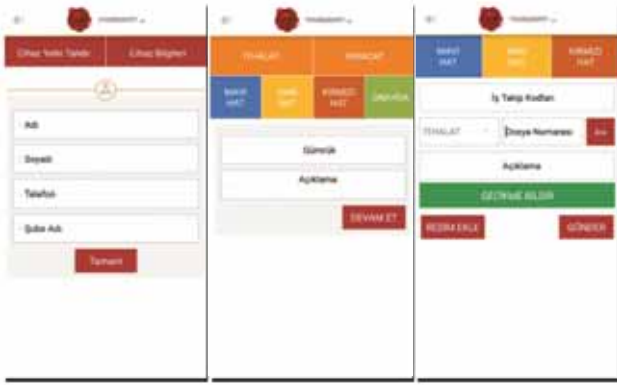 Cihaz Yetki Talebi
Cihaz Bilgileri
Adı
Soyadı
Telefon
Şube Adı
Tamam
İTHALAT
İHRACAT
MAVİ HAT
SARI HAT
KIRMIZI HAT
Gümrük
Açıklama
DEVAM ET
MAVİ HAT
SARI HAT
KIRMIZI HAT
İş Takip Kodları
İTHALAT
Dosya Numarası
Ara
Açıklama
GECİKME BİLDİR
RESİM EKLE
GÖNDER